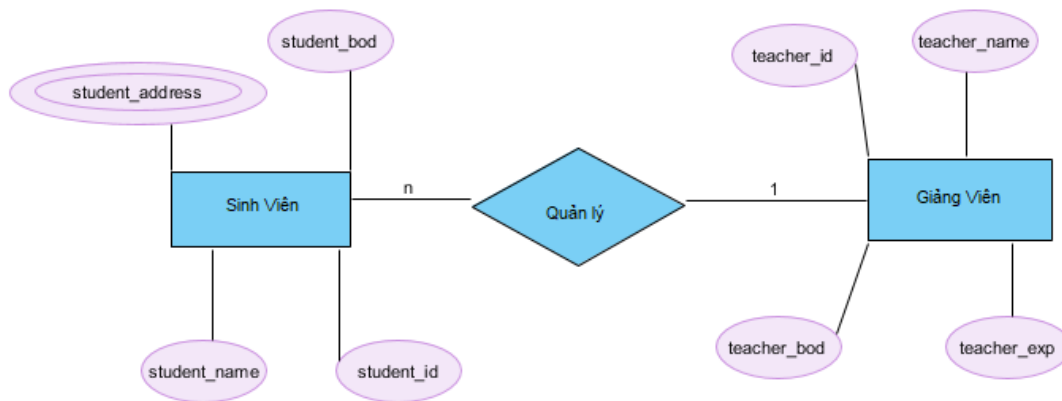 student_bod
teacher_name
teacher_id
student_address
n
1
Sinh Viên
Quản lý
Giảng Viên
teacher_bod
teacher_exp
student_name
student_id